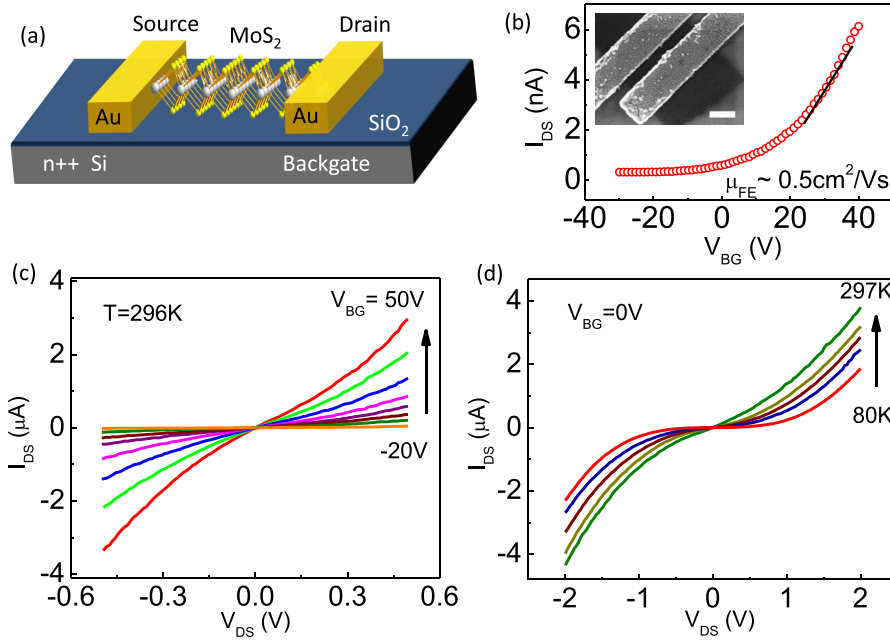 (a)
Source
MoS2
Drain
Au
Au
SiO2
n++ Si
Backgate
(b)
6
4
2
0
IDS (nA)
μFE~ 0.5cm2/Vs
-40
-20
0
20
40
VBG (V)
(c)
4
2
0
-2
-4
IDS (μA)
T=296K
VBG= 50V
-20V
-0.6
-0.3
0.0
0.3
0.6
VDS (V)
(d)
4
2
0
-2
-4
IDS (μA)
VBG=0V
297K
80K
-2
-1
0
1
2
VDS (V)